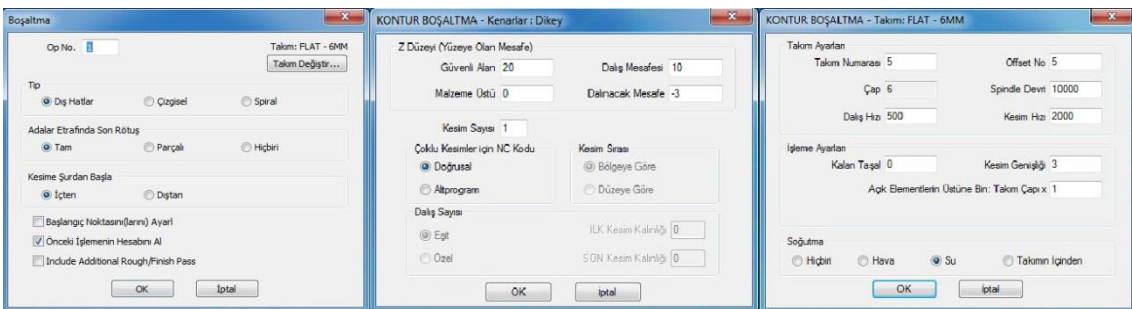 Boşaltma
Op No. 1
Takım: FLAT - 6MM
Takım Değiştir...
Tip
Dış Hatlar Çizgisel Spiral
Adalar Etrafında Son Rötuş
Tam Parçalı Hiçbiri
Kesime Şurdan Başla
İçten Dıştan
Başlangıç Noktasını(larını) Ayarl
Önceki İşlemenin Hesabını Al
Include Additional Rough/Finish Pass
OK İptal
KONTUR BOŞALTMA - Kenarlar : Dikey
Z Düzeyi (Yüzeye Olan Mesafe)
Güvenli Alan 20 Dalış Mesafesi 10
Malzeme Üstü 0 Dalınacak Mesafe -3
Kesim Sayısı 1
Çoklu Kesimler için NC Kodu
Doğrusal
Altprogram
Kesim Sırası
Bölgeye Göre
Düzeye Göre
Dalış Sayısı
Eşit İLK Kesim Kalınlığı 0
Özel SON Kesim Kalınlığı 0
OK İptal
KONTUR BOŞALTMA - Takım: FLAT - 6MM
Takım Ayarları
Takım Numarası 5 Offset No 5
Çap 6 Spindle Devri 10000
Dalış Hızı 500 Kesim Hızı 2000
İşleme Ayarları
Kalan Taşal 0 Kesim Genişliği 3
Açık Elementlerin Üstüne Bin: Takım Çapı x 1
Soğutma
Hiçbiri Hava Su Takımın İçinden
OK İptal